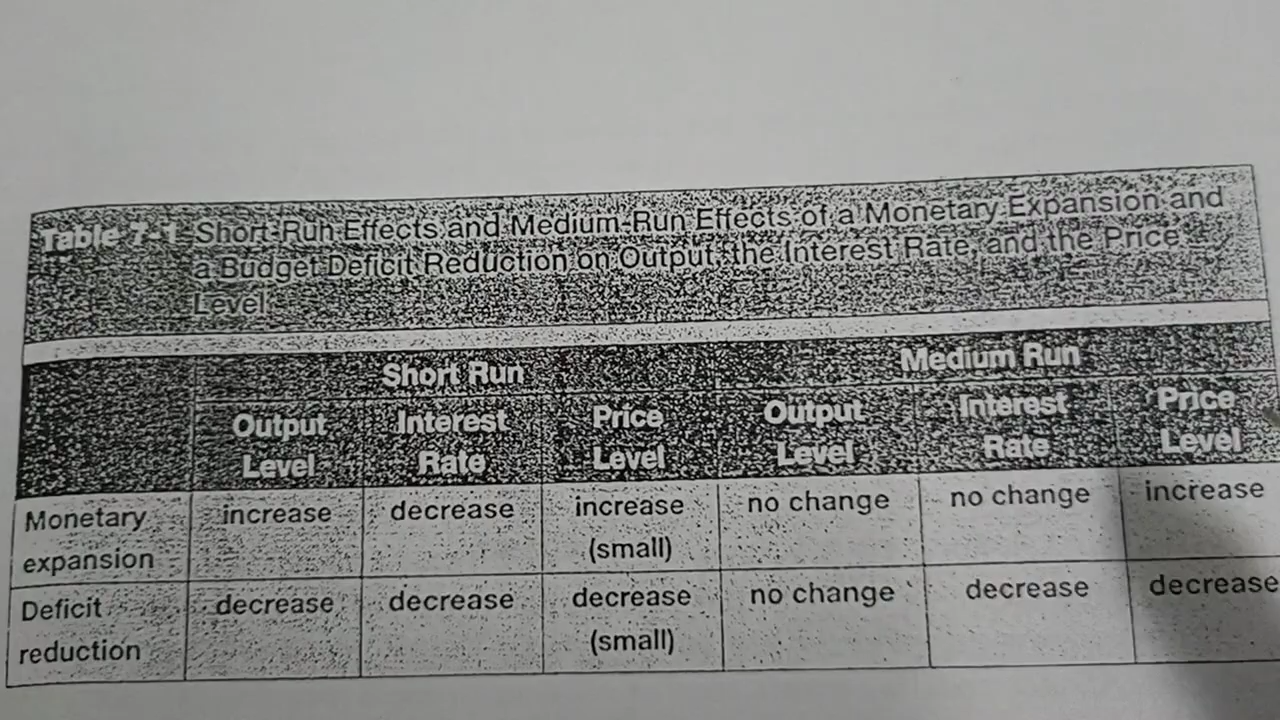 Table 7-1 Short-Run Effects and Medium-Run Effects of a Monetary Expansion and
a Budget Deficit Reduction on Output, the Interest Rate, and the Price
Level
Short Run Medium Run
Output Level Interest Rate Price Level Output Level Interest Rate Price Level
Monetary expansion increase decrease increase (small) no change no change increase
Deficit reduction decrease decrease decrease (small) no change decrease decrease